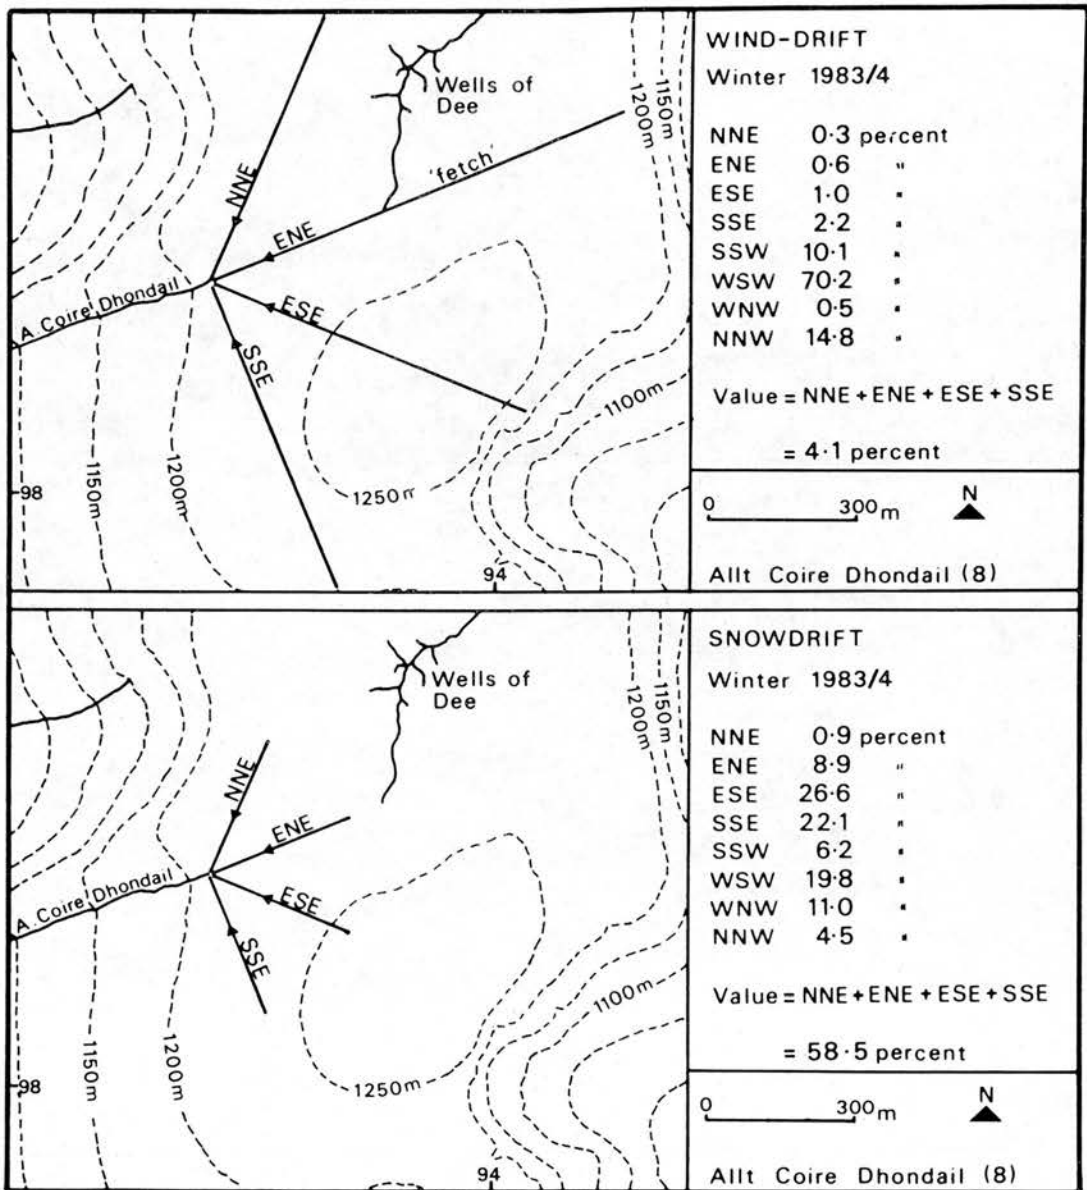 Wells of
Dee
'fetch'
NNE
ENE
ESE
SSE
A. Coire Dhondail
1150m
1200m
1250m
1100m
1200m
1150m
98
94
WIND-DRIFT
Winter 1983/4
NNE 0·3 percent
ENE 0·6 "
ESE 1·0 "
SSE 2·2 "
SSW 10·1 "
WSW 70·2 "
WNW 0·5 "
NNW 14·8 "
Value = NNE + ENE + ESE + SSE
= 4·1 percent
0 300m N
Allt Coire Dhondail (8)
Wells of
Dee
NNE
ENE
ESE
SSE
A. Coire Dhondail
1150m
1200m
1250m
1100m
1200m
1150m
98
94
SNOWDRIFT
Winter 1983/4
NNE 0·9 percent
ENE 8·9 "
ESE 26·6 "
SSE 22·1 "
SSW 6·2 "
WSW 19·8 "
WNW 11·0 "
NNW 4·5 "
Value = NNE + ENE + ESE + SSE
= 58·5 percent
0 300m N
Allt Coire Dhondail (8)